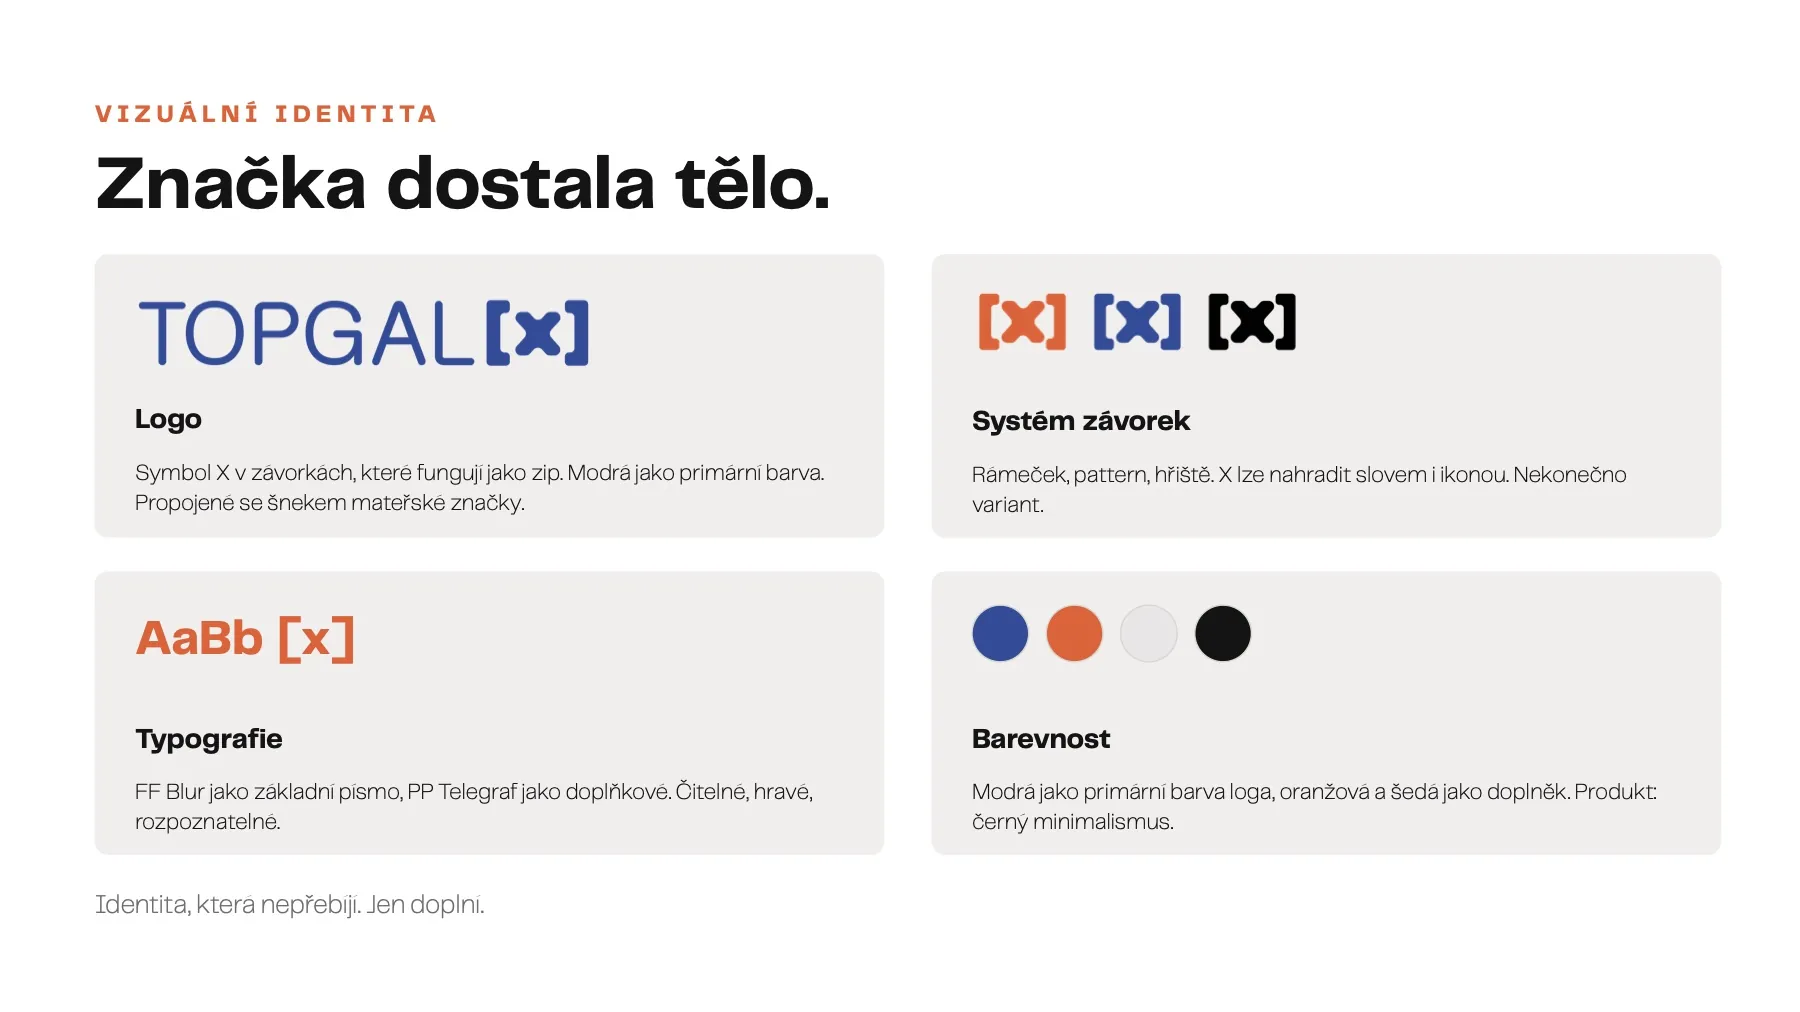 VIZUÁLNÍ IDENTITA
Značka dostala tělo.
TOPGAL[x]
Logo
Symbol X v závorkách, které fungují jako zip. Modrá jako primární barva.
Propojené se šnekem mateřské značky.
[x] [x] [x]
Systém závorek
Rámeček, pattern, hřiště. X lze nahradit slovem i ikonou. Nekonečno
variant.
AaBb [x]
Typografie
FF Blur jako základní písmo, PP Telegraf jako doplňkové. Čitelné, hravé,
rozpoznatelné.
Barevnost
Modrá jako primární barva loga, oranžová a šedá jako doplněk. Produkt:
černý minimalismus.
Identita, která nepřebíjí. Jen doplní.